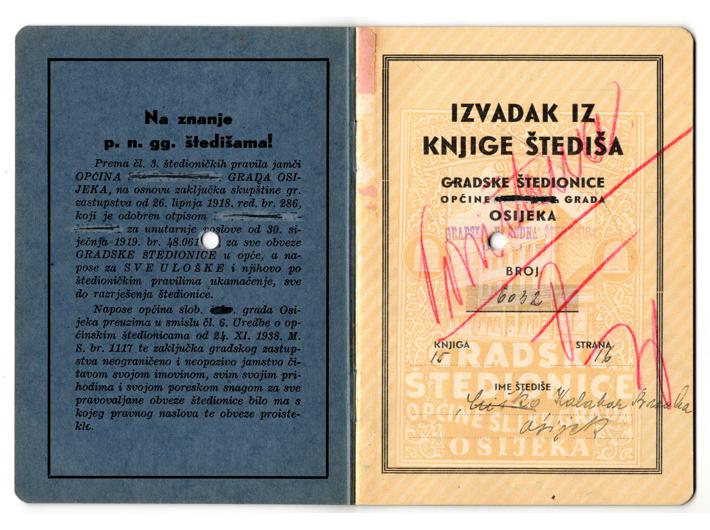 Na znanje
p. n. gg. štedišama!
Prema čl. 3. štedioničkih pravila jamči
OPĆINA GRADA OSI-
JEKA, na osnovu zaključka skupštine gr.
zastupstva od 26. lipnja 1918. red. br. 286,
koji je odobren otpisom
za unutarnje poslove od 30. si-
ječnja 1919. br. 48.061 za sve obveze
GRADSKE ŠTEDIONICE u opće, a na-
pose za SVE ULOŠKE i njihovo po
štedioničkim pravilima ukamaćenje, sve
do razrješenja štedionice.
Napose općina slob. grada Osi-
jeka preuzima u smislu čl. 6. Uredbe o op-
ćinskim štedionicama od 24. XI. 1938. M.
S. br. 1117 te zaključka gradskog zastup-
stva neograničeno i neopozivo jamstvo či-
tavom svojom imovinom, svim svojim pri-
hodima i svojom poreskom snagom za sve
pravovaljane obveze štedionice bilo ma s
kojeg pravnog naslova te obveze proiste-
kle.
IZVADAK IZ
KNJIGE ŠTEDIŠA
GRADSKE ŠTEDIONICE
OPĆINE GRADA
OSIJEKA
BROJ
6032
KNJIGA STRANA
15 16
GRADSKE
ŠTEDIONICE
IME ŠTEDIŠE
OPĆINE SL.
Osijek
OSIJEKA